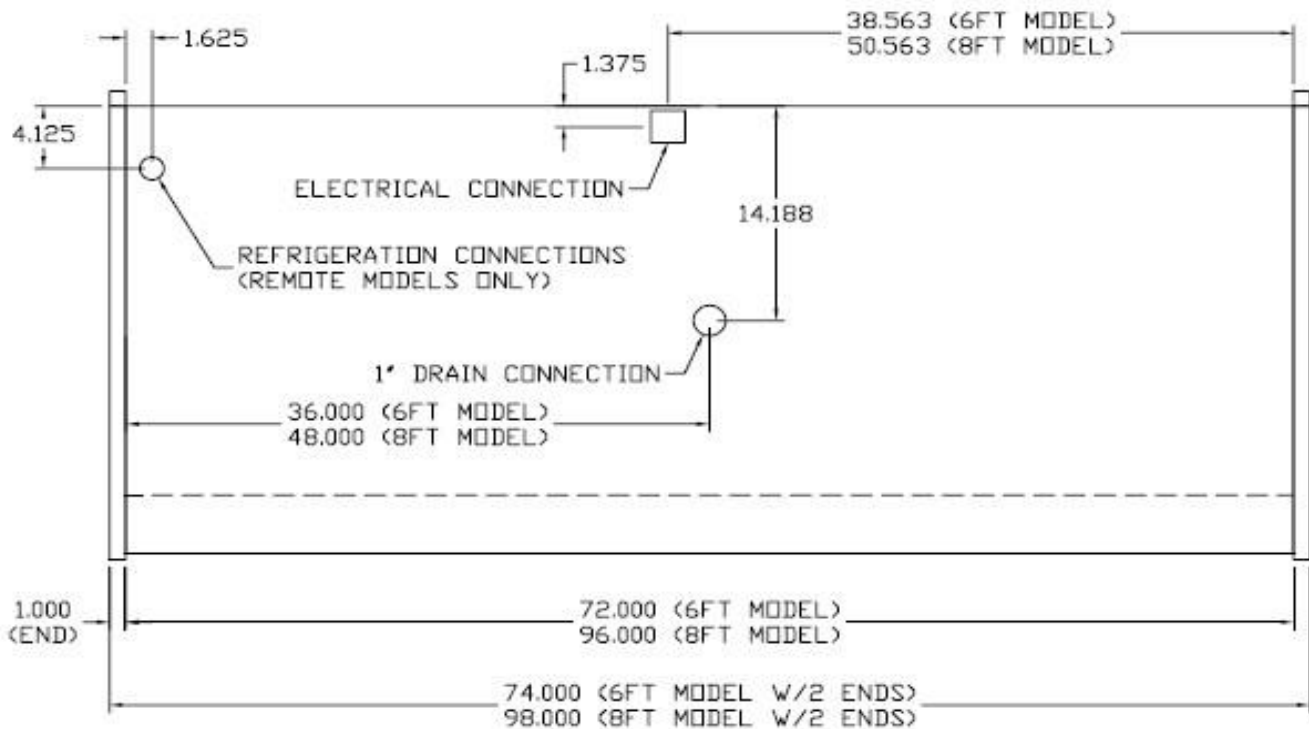 38.563 (6FT MODEL)
50.563 (8FT MODEL)
1.625
1.375
4.125
ELECTRICAL CONNECTION
14.188
REFRIGERATION CONNECTIONS
(REMOTE MODELS ONLY)
1" DRAIN CONNECTION
36.000 (6FT MODEL)
48.000 (8FT MODEL)
1.000
(END)
72.000 (6FT MODEL)
96.000 (8FT MODEL)
74.000 (6FT MODEL W/2 ENDS)
98.000 (8FT MODEL W/2 ENDS)